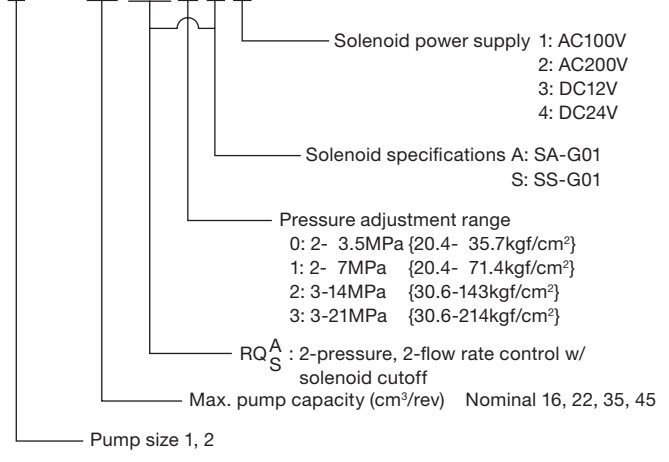 Solenoid power supply 1: AC100V
2: AC200V
3: DC12V
4: DC24V
Solenoid specifications A: SA-G01
S: SS-G01
Pressure adjustment range
0: 2- 3.5MPa {20.4- 35.7kgf/cm²}
1: 2- 7MPa {20.4- 71.4kgf/cm²}
2: 3-14MPa {30.6-143kgf/cm²}
3: 3-21MPa {30.6-214kgf/cm²}
RQ A S : 2-pressure, 2-flow rate control w/
solenoid cutoff
Max. pump capacity (cm³/rev) Nominal 16, 22, 35, 45
Pump size 1, 2